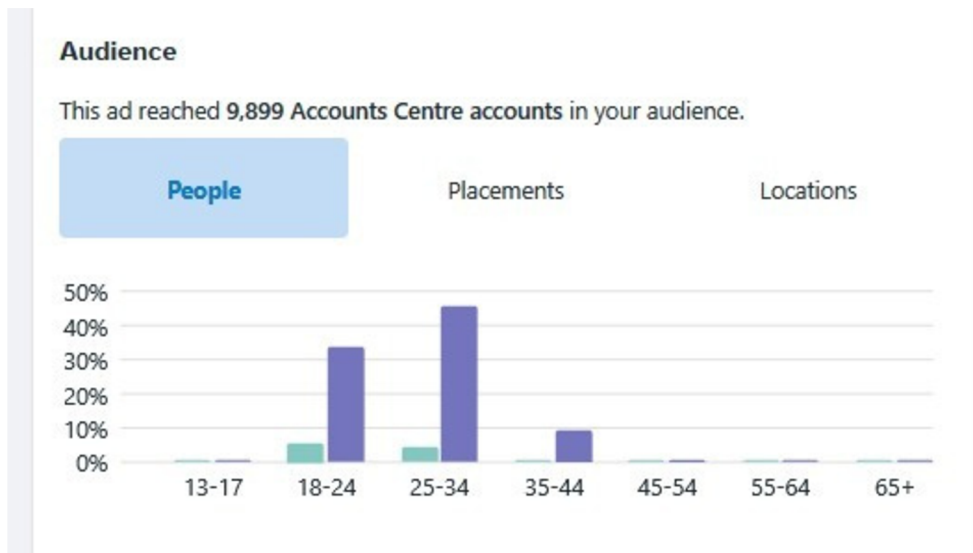 Audience
This ad reached 9,899 Accounts Centre accounts in your audience.
People Placements Locations
50%
40%
30%
20%
10%
0%
13-17 18-24 25-34 35-44 45-54 55-64 65+